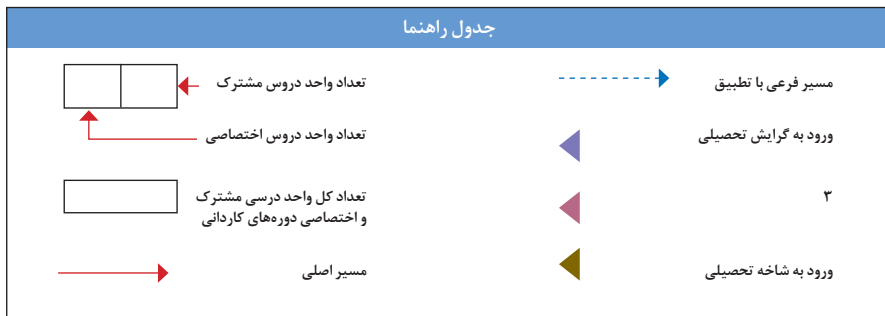 جدول راهنما
مسیر فرعی با تطبیق
تعداد واحد دروس مشترک
ورود به گرایش تحصیلی
تعداد واحد دروس اختصاصی
۳
تعداد کل واحد درسی مشترک
و اختصاصی دوره‌های کاردانی
ورود به شاخه تحصیلی
مسیر اصلی